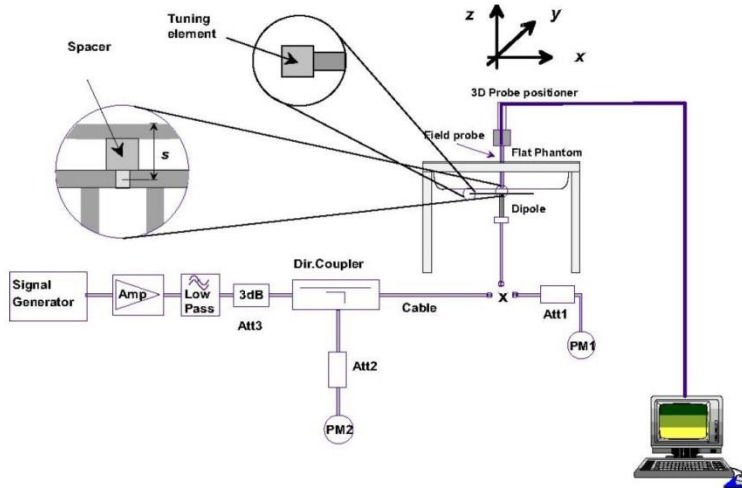 Tuning
element
Spacer
s
z
y
x
3D Probe positioner
Field probe
Flat Phantom
Dipole
Dir.Coupler
Signal
Generator
Amp
Low
Pass
3dB
Att3
Cable
x
Att1
PM1
Att2
PM2